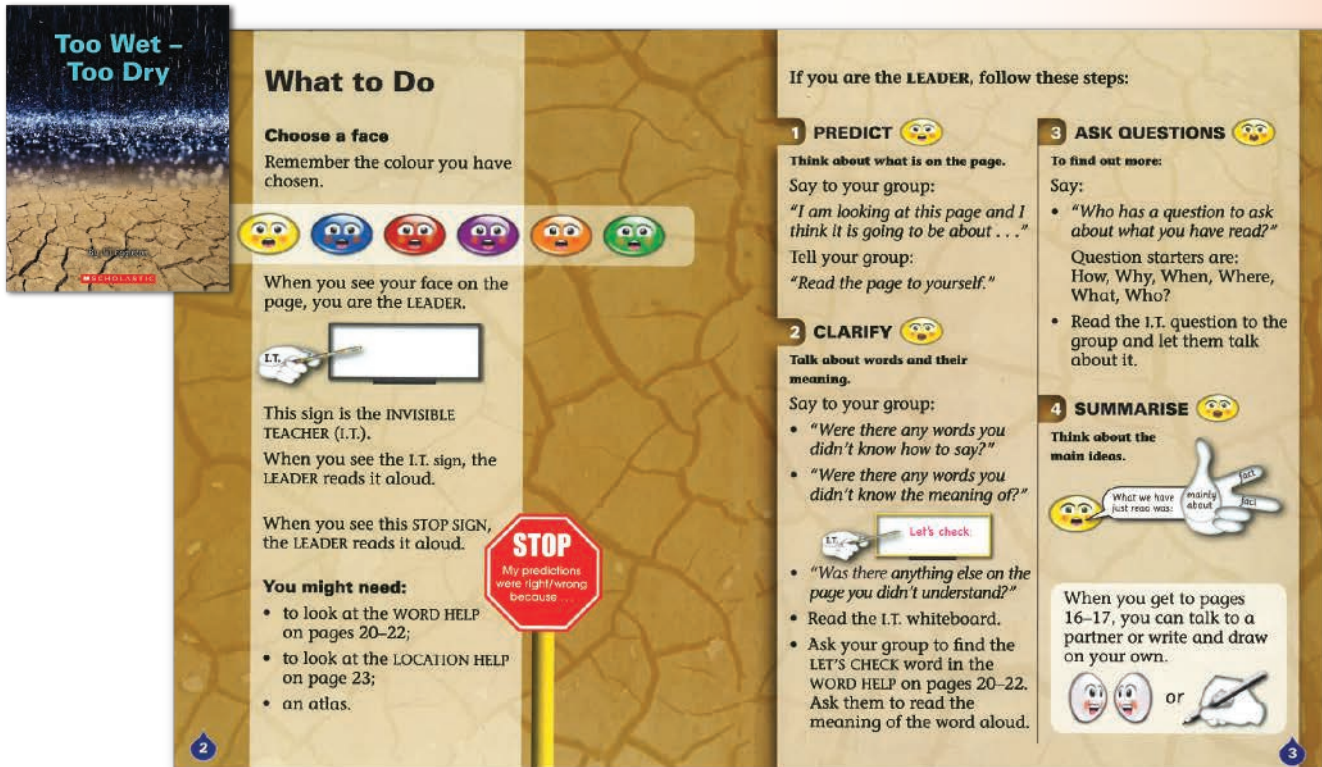 Too Wet –
Too Dry
SCHOLASTIC
What to Do
Choose a face
Remember the colour you have
chosen.
When you see your face on the
page, you are the LEADER.
I.T.
This sign is the INVISIBLE
TEACHER (I.T.).
When you see the I.T. sign, the
LEADER reads it aloud.
When you see this STOP SIGN,
the LEADER reads it aloud.
STOP
My predictions
were right/wrong
because . . .
You might need:
• to look at the WORD HELP
on pages 20–22;
• to look at the LOCATION HELP
on page 23;
• an atlas.
2
If you are the LEADER, follow these steps:
1 PREDICT
Think about what is on the page.
Say to your group:
"I am looking at this page and I
think it is going to be about . . ."
Tell your group:
"Read the page to yourself."
2 CLARIFY
Talk about words and their
meaning.
Say to your group:
• "Were there any words you
didn't know how to say?"
• "Were there any words you
didn't know the meaning of?"
I.T.
Let's check:
• "Was there anything else on the
page you didn't understand?"
• Read the I.T. whiteboard.
• Ask your group to find the
LET'S CHECK word in the
WORD HELP on pages 20–22.
Ask them to read the
meaning of the word aloud.
3 ASK QUESTIONS
To find out more:
Say:
• "Who has a question to ask
about what you have read?"
Question starters are:
How, Why, When, Where,
What, Who?
• Read the I.T. question to the
group and let them talk
about it.
4 SUMMARISE
Think about the
main ideas.
What we have
just read was:
mainly
about
fact
fact
When you get to pages
16–17, you can talk to a
partner or write and draw
on your own.
or
3